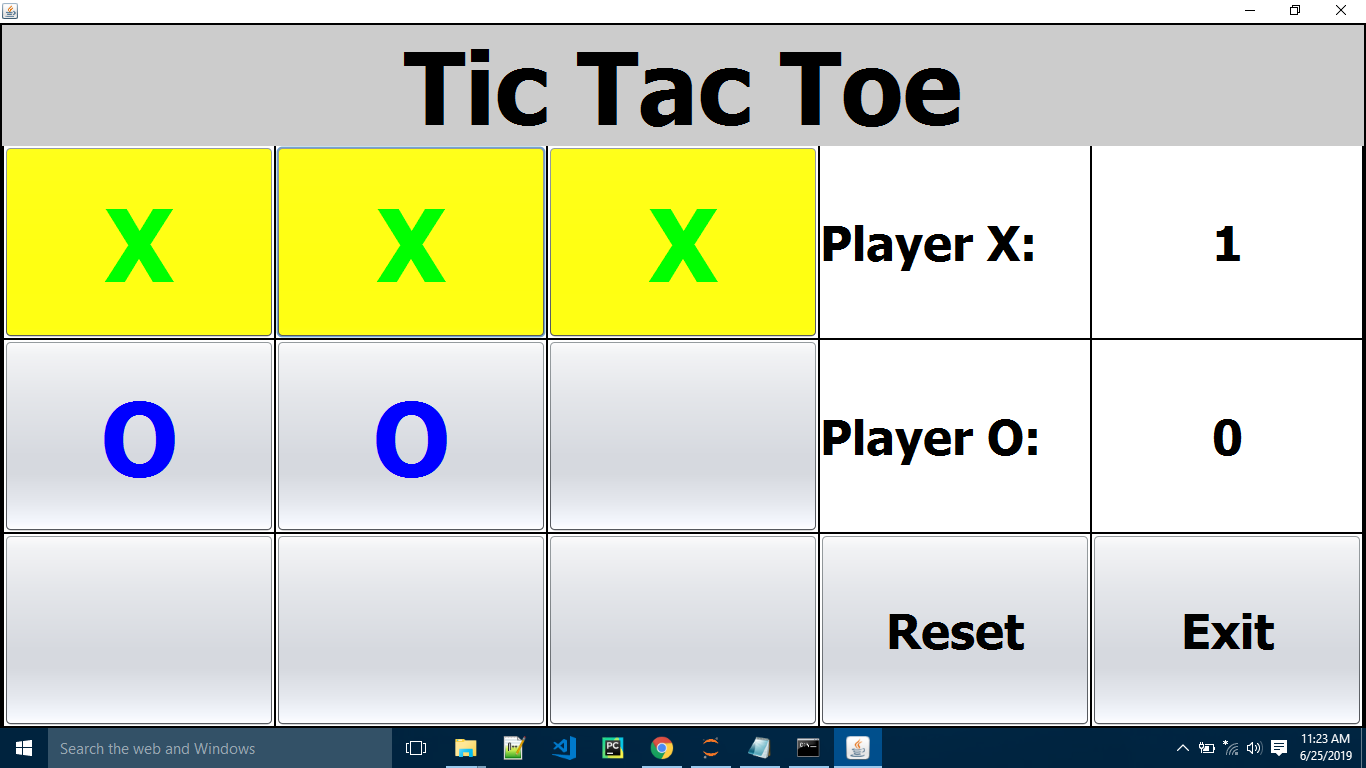 Tic Tac Toe
X X X Player X: 1
O O Player O: 0
Reset Exit
Search the web and Windows
PC
11:23 AM
6/25/2019